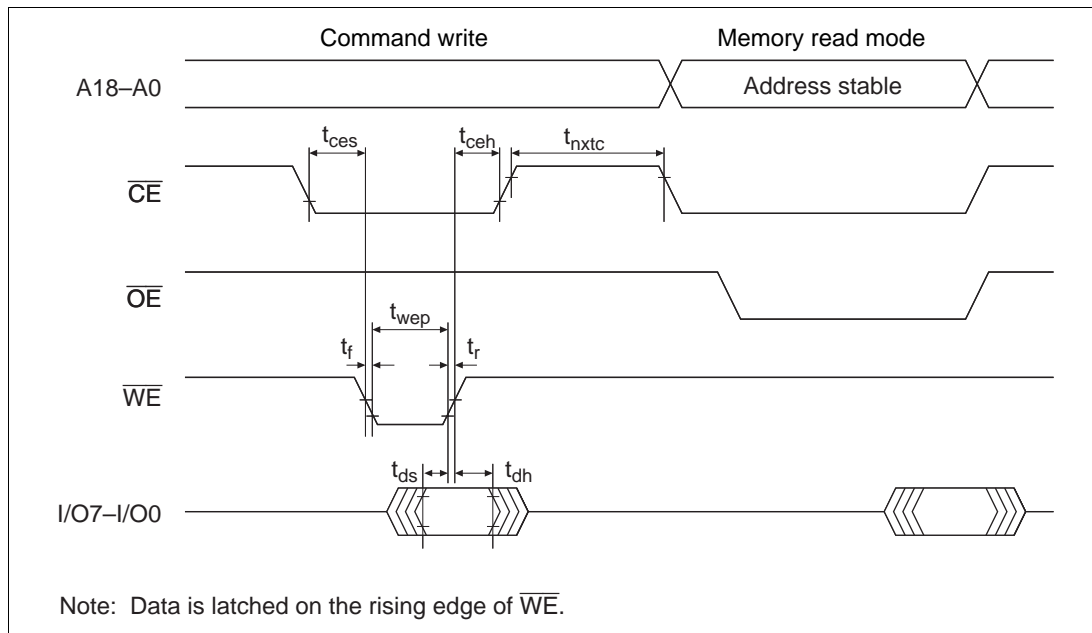 Command write Memory read mode
A18–A0 Address stable
tces tceh tnxtc
CE
OE
twep
tf tr
WE
tds tdh
I/O7–I/O0
Note: Data is latched on the rising edge of WE.